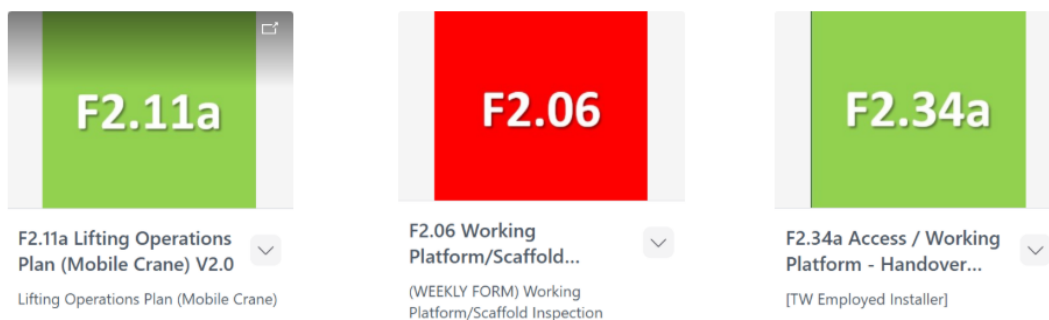 F2.11a
F2.11a Lifting Operations
Plan (Mobile Crane) V2.0
Lifting Operations Plan (Mobile Crane)
F2.06
F2.06 Working
Platform/Scaffold...
(WEEKLY FORM) Working
Platform/Scaffold Inspection
F2.34a
F2.34a Access / Working
Platform - Handover...
[TW Employed Installer]